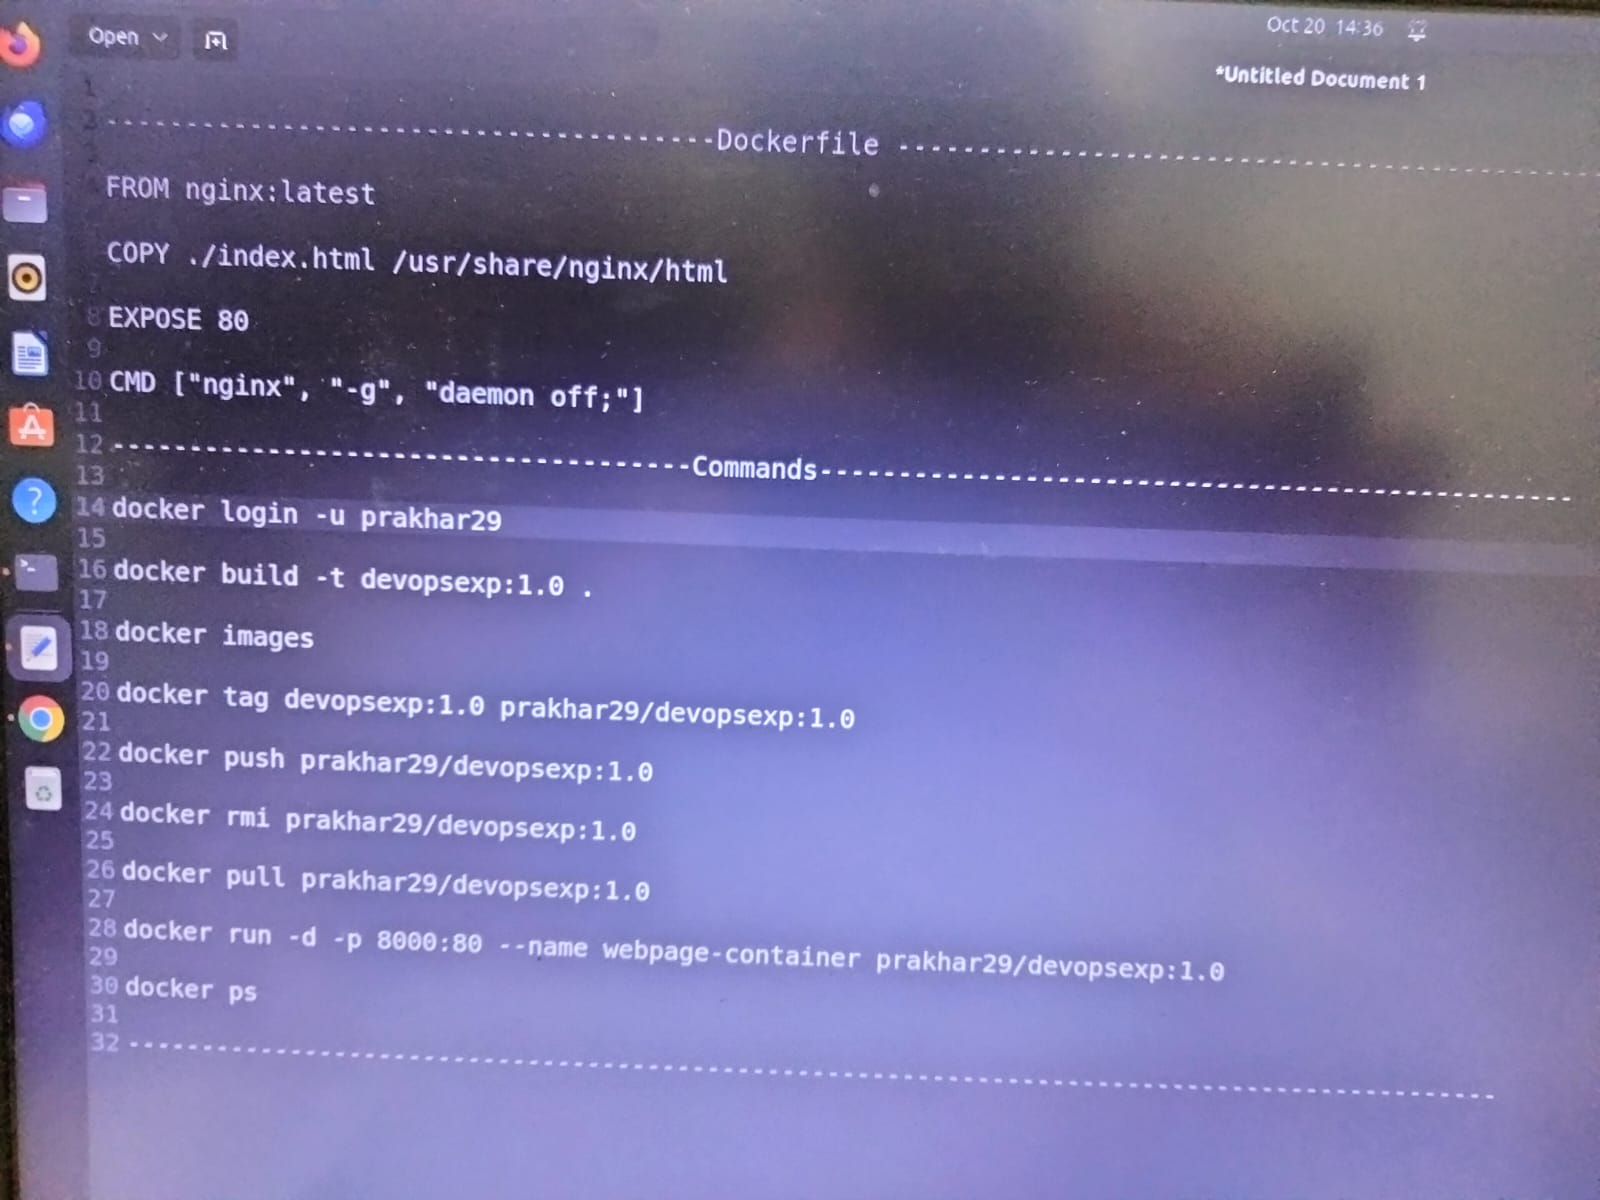 Open
Oct 20 14:36
*Untitled Document 1
1
2 ---------------------------------------Dockerfile ---------------------------------------------
FROM nginx:latest
COPY ./index.html /usr/share/nginx/html
8 EXPOSE 80
9
10 CMD ["nginx", "-g", "daemon off;"]
11
12 -------------------------------------Commands-------------------------------------------------
13
14 docker login -u prakhar29
15
16 docker build -t devopsexp:1.0 .
17
18 docker images
19
20 docker tag devopsexp:1.0 prakhar29/devopsexp:1.0
21
22 docker push prakhar29/devopsexp:1.0
23
24 docker rmi prakhar29/devopsexp:1.0
25
26 docker pull prakhar29/devopsexp:1.0
27
28 docker run -d -p 8000:80 --name webpage-container prakhar29/devopsexp:1.0
29
30 docker ps
31
32 ------------------------------------------------------------------------------------------